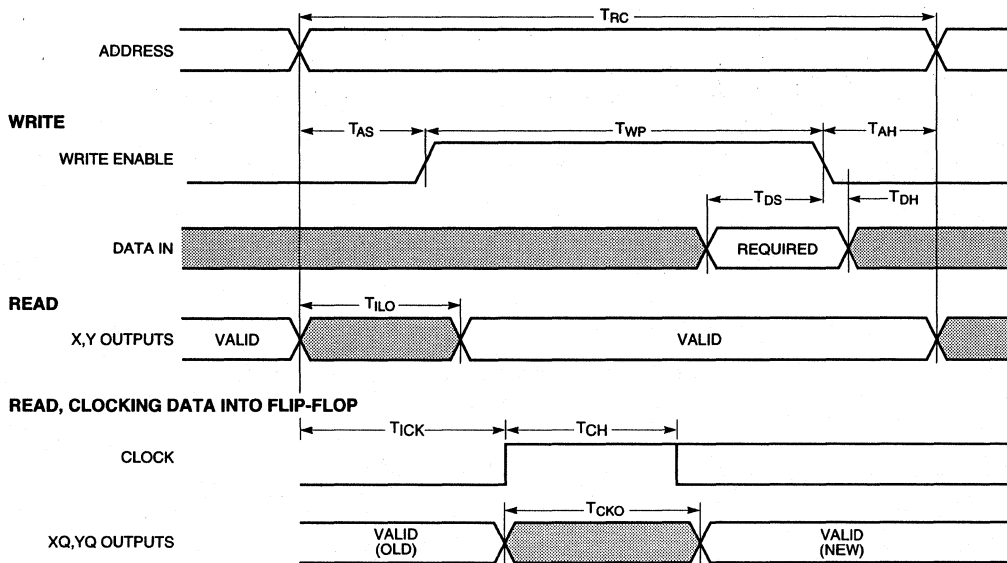 TRC
ADDRESS
WRITE
TAS
TWP
TAH
WRITE ENABLE
TDS
TDH
DATA IN
REQUIRED
READ
TILO
X,Y OUTPUTS
VALID
VALID
READ, CLOCKING DATA INTO FLIP-FLOP
TICK
TCH
CLOCK
TCKO
XQ,YQ OUTPUTS
VALID
(OLD)
VALID
(NEW)